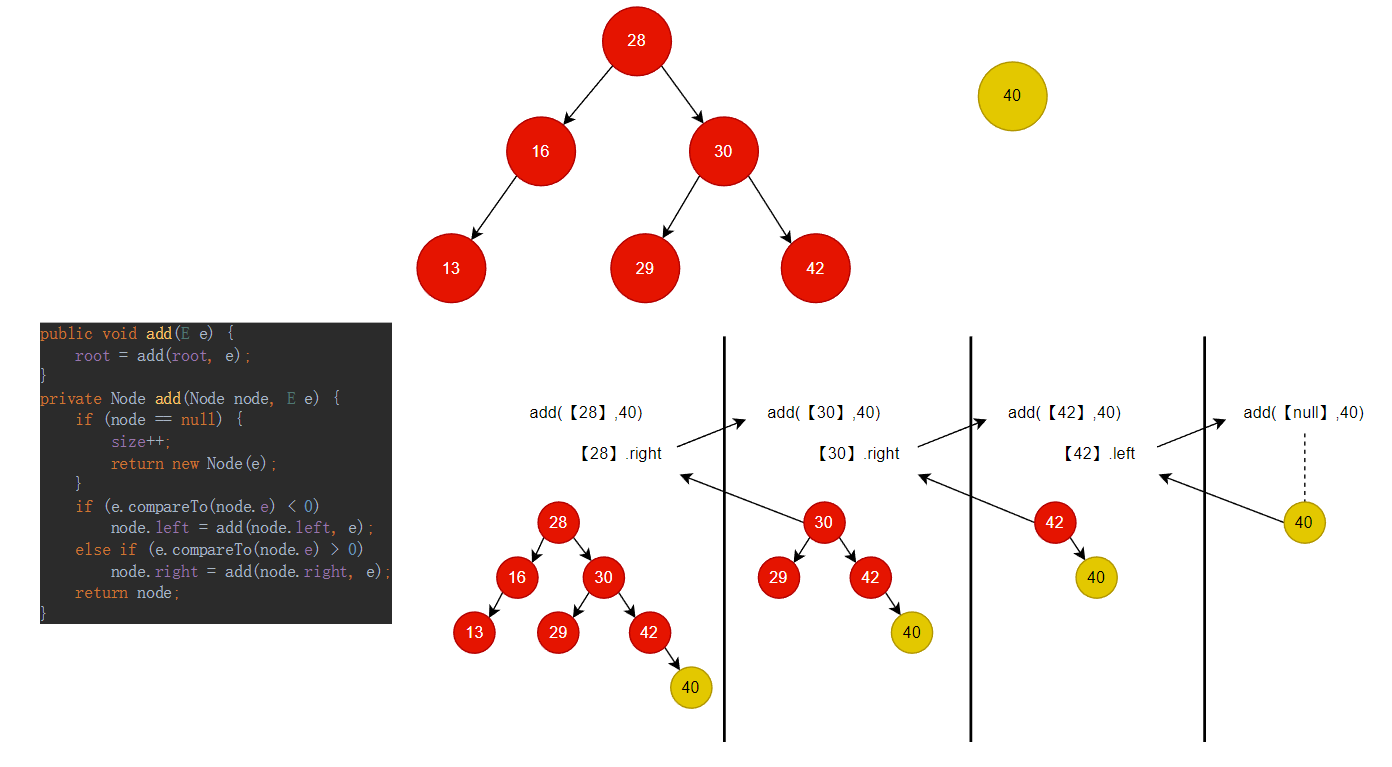 28
40
16
30
13
29
42
public void add(E e) {
    root = add(root, e);
}
private Node add(Node node, E e) {
    if (node == null) {
        size++;
        return new Node(e);
    }
    if (e.compareTo(node.e) < 0)
        node.left = add(node.left, e);
    else if (e.compareTo(node.e) > 0)
        node.right = add(node.right, e);
    return node;
}
add(【28】,40)
【28】.right
28
16
30
13
29
42
40
add(【30】,40)
【30】.right
30
29
42
40
add(【42】,40)
【42】.left
42
40
add(【null】,40)
40